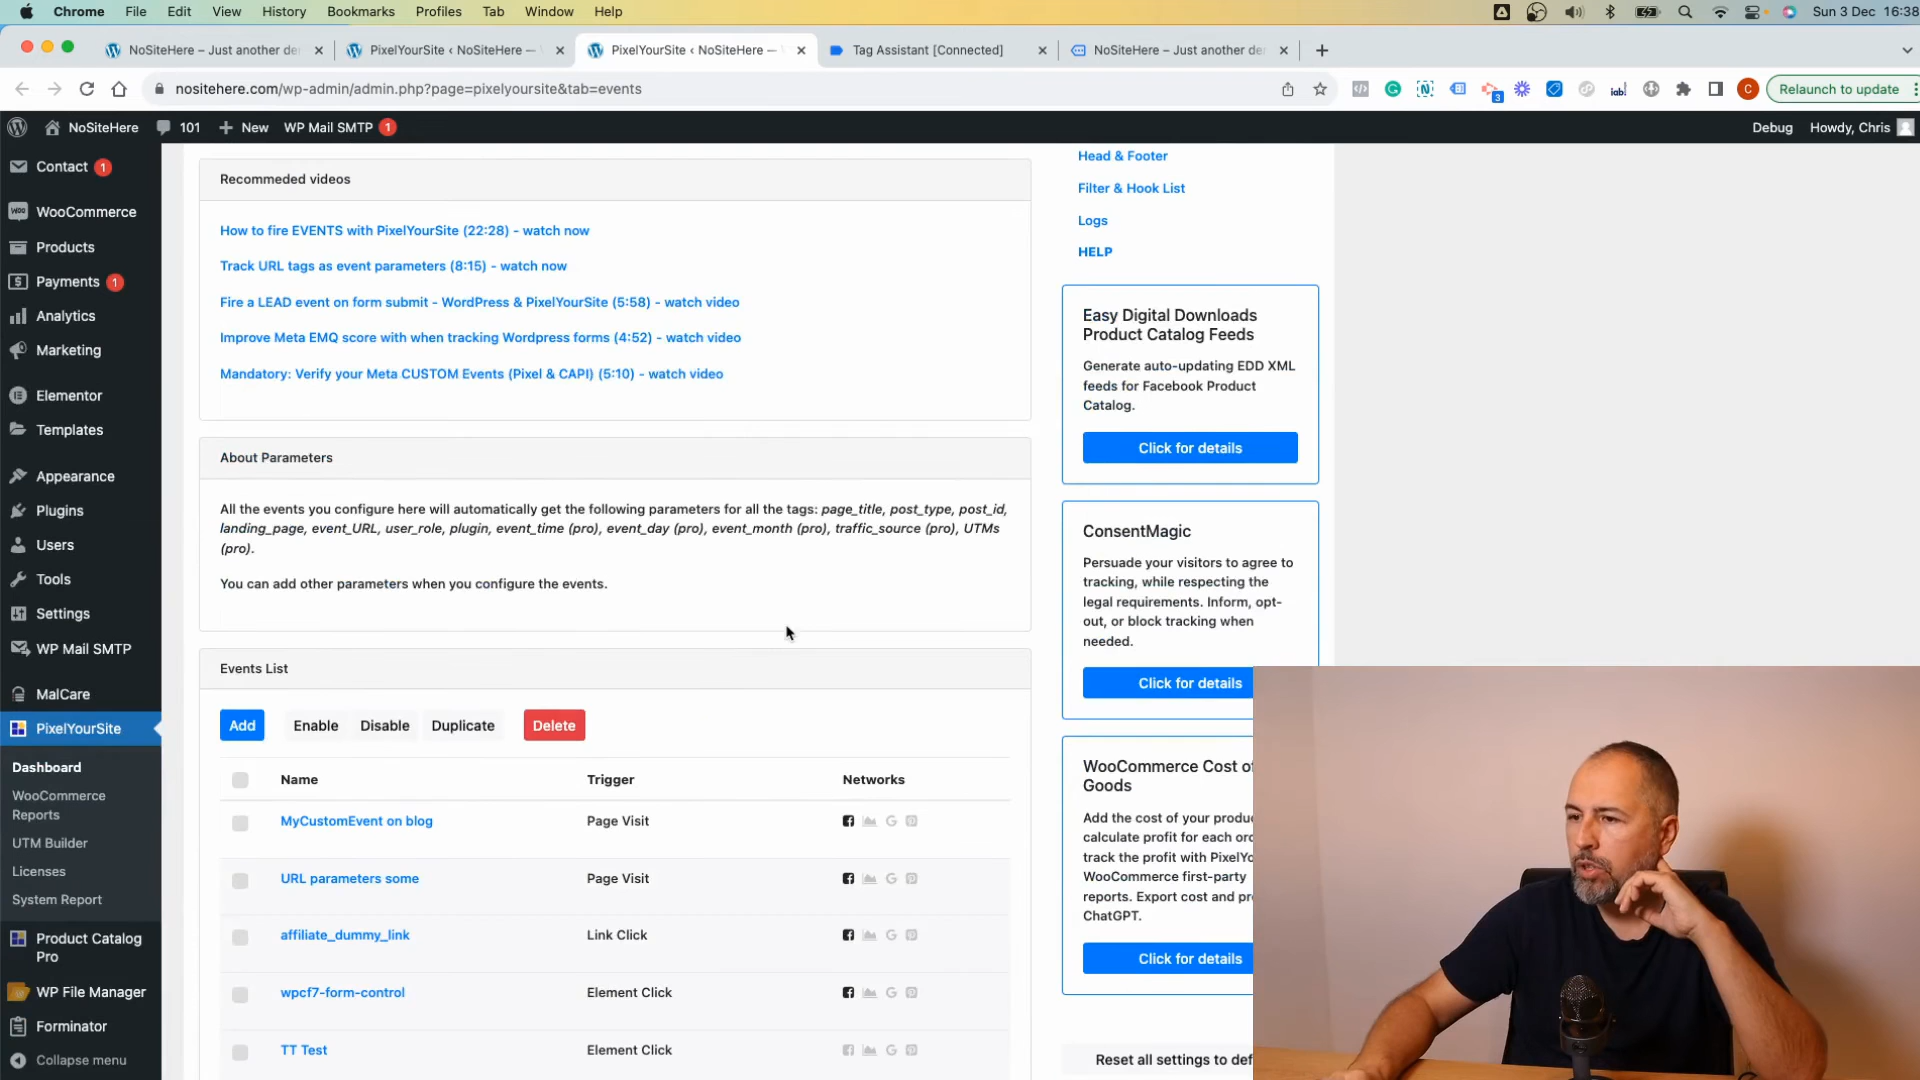 Chrome File Edit View History Bookmarks Profiles Tab Window Help Sun 3 Dec 16:38
NoSiteHere – Just another de PixelYourSite ‹ NoSiteHere — PixelYourSite ‹ NoSiteHere — Tag Assistant [Connected] NoSiteHere – Just another de
nositehere.com/wp-admin/admin.php?page=pixelyoursite&tab=events 3 iab! C Relaunch to update
NoSiteHere 101 New WP Mail SMTP 1 Debug Howdy, Chris
Contact 1
WooCommerce
Products
Payments 1
Analytics
Marketing
Elementor
Templates
Appearance
Plugins
Users
Tools
Settings
WP Mail SMTP
MalCare
PixelYourSite
Dashboard
WooCommerce
Reports
UTM Builder
Licenses
System Report
Product Catalog
Pro
WP File Manager
Forminator
Collapse menu
Recommeded videos
How to fire EVENTS with PixelYourSite (22:28) - watch now
Track URL tags as event parameters (8:15) - watch now
Fire a LEAD event on form submit - WordPress & PixelYourSite (5:58) - watch video
Improve Meta EMQ score with when tracking Wordpress forms (4:52) - watch video
Mandatory: Verify your Meta CUSTOM Events (Pixel & CAPI) (5:10) - watch video
About Parameters
All the events you configure here will automatically get the following parameters for all the tags: page_title, post_type, post_id,
landing_page, event_URL, user_role, plugin, event_time (pro), event_day (pro), event_month (pro), traffic_source (pro), UTMs
(pro).
You can add other parameters when you configure the events.
Events List
Add Enable Disable Duplicate Delete
Name Trigger Networks
MyCustomEvent on blog Page Visit
URL parameters some Page Visit
affiliate_dummy_link Link Click
wpcf7-form-control Element Click
TT Test Element Click
Head & Footer
Filter & Hook List
Logs
HELP
Easy Digital Downloads
Product Catalog Feeds
Generate auto-updating EDD XML
feeds for Facebook Product
Catalog.
Click for details
ConsentMagic
Persuade your visitors to agree to
tracking, while respecting the
legal requirements. Inform, opt-
out, or block tracking when
needed.
Click for details
WooCommerce Cost of
Goods
Add the cost of your produ
calculate profit for each or
track the profit with PixelYo
WooCommerce first-party
reports. Export cost and pr
ChatGPT.
Click for details
Reset all settings to def